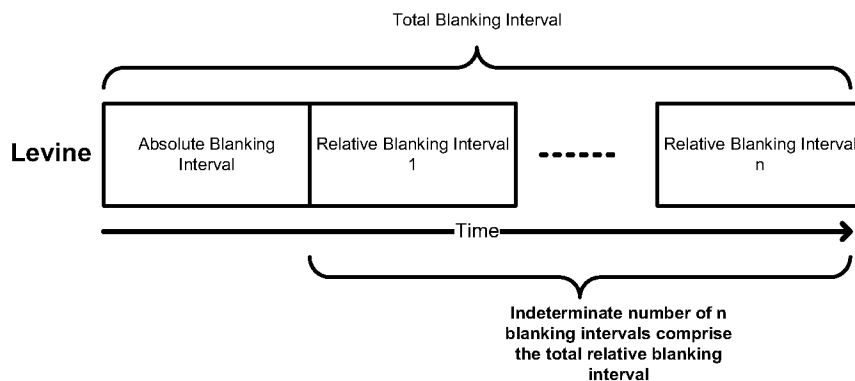 Total Blanking Interval
Levine
Absolute Blanking
Interval
Relative Blanking Interval
1
Relative Blanking Interval
n
Time
Indeterminate number of n
blanking intervals comprise
the total relative blanking
interval